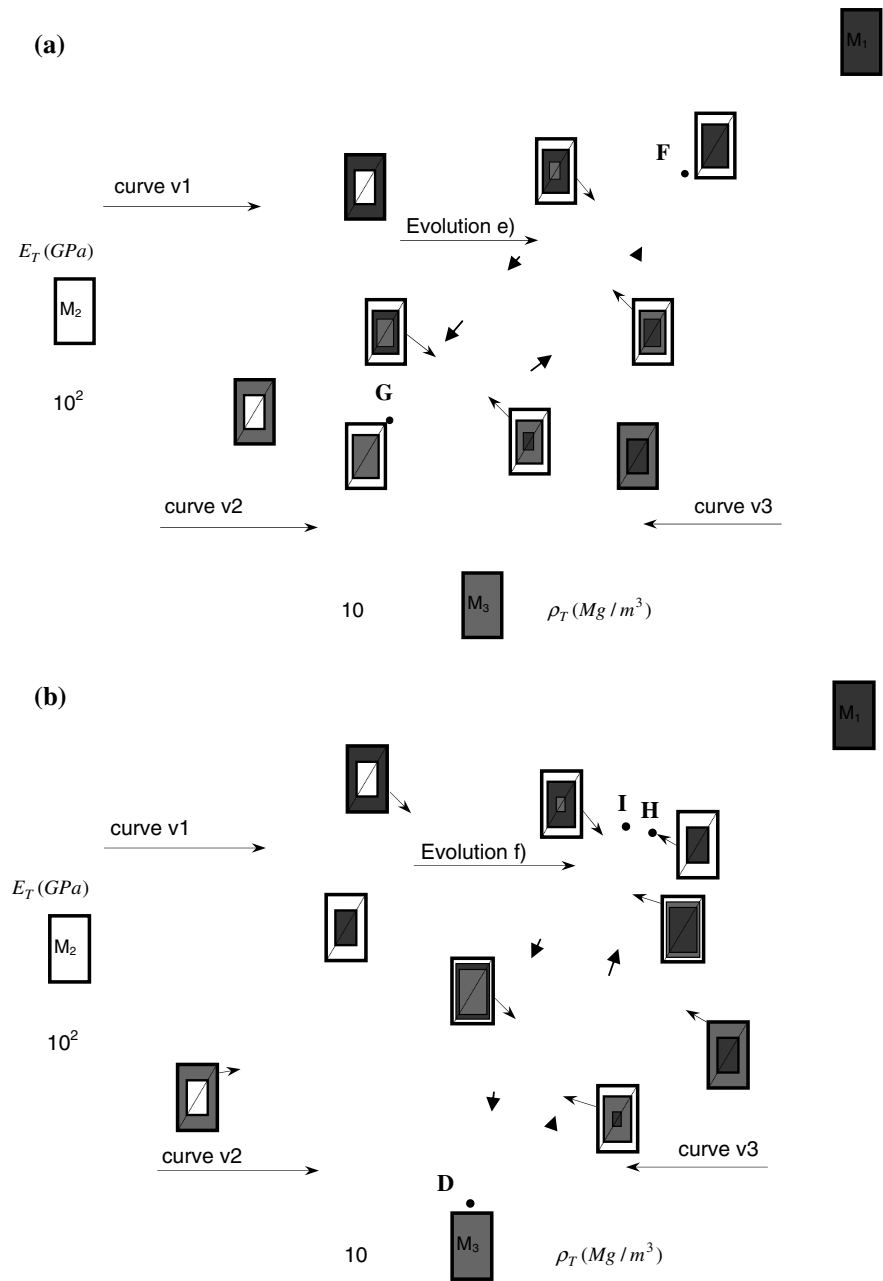 (a)
M₁
F
curve v1
Evolution e)
E_T (GPa)
M₂
10²
G
curve v2
curve v3
10
M₃
ρ_T (Mg / m³)
(b)
M₁
I
H
curve v1
Evolution f)
E_T (GPa)
M₂
10²
curve v2
curve v3
D
10
M₃
ρ_T (Mg / m³)